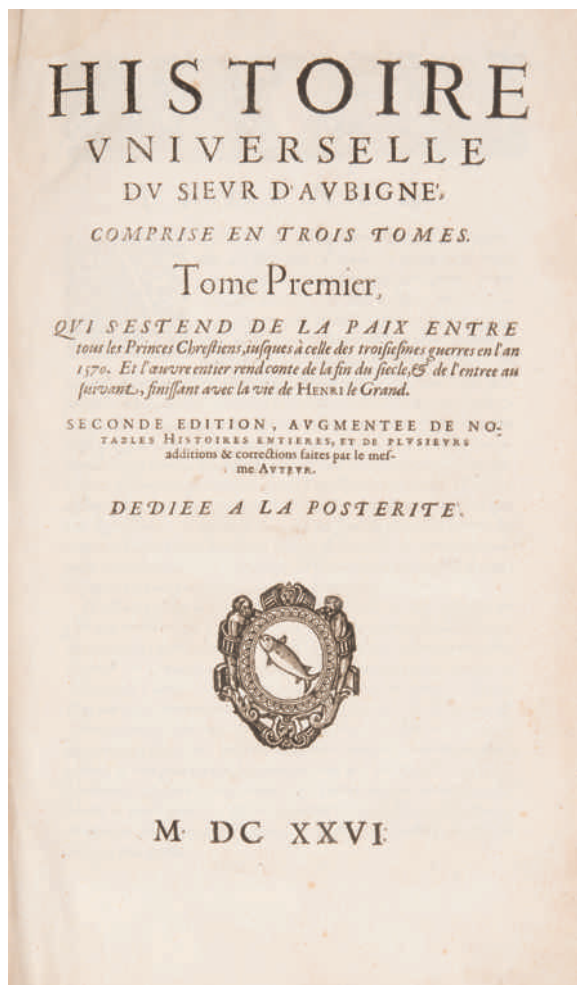 HISTOIRE
VNIVERSELLE
DV SIEVR D'AVBIGNE',
COMPRISE EN TROIS TOMES.
Tome Premier,
QVI S'ESTEND DE LA PAIX ENTRE
tous les Princes Chrestiens, iusques à celle des troisiesmes guerres en l'an
1570. Et l'œuvre entier rend conte de la fin du siecle, & de l'entree au
suivant, finissant avec la vie de HENRI le Grand.
SECONDE EDITION, AVGMENTEE DE NO-
TABLES HISTOIRES ENTIERES, ET DE PLVSIEVRS
additions & corrections faites par le mes-
me AVTEVR.
DEDIEE A LA POSTERITE'.
M· DC XXVI·